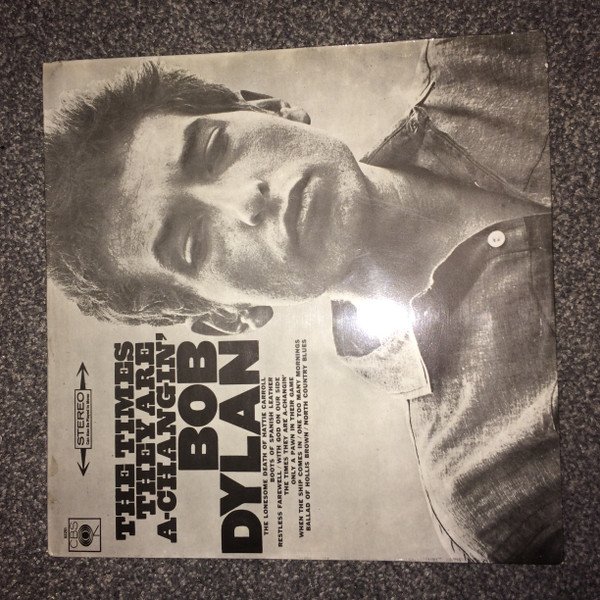 THE TIMES
THEY ARE
A-CHANGIN'
BOB
DYLAN
THE LONESOME DEATH OF HATTIE CARROLL
BOOTS OF SPANISH LEATHER
RESTLESS FAREWELL / WITH GOD ON OUR SIDE
THE TIMES THEY ARE A-CHANGIN'
ONLY A PAWN IN THEIR GAME
WHEN THE SHIP COMES IN / ONE TOO MANY MORNINGS
BALLAD OF HOLLIS BROWN / NORTH COUNTRY BLUES
STEREO
CBS